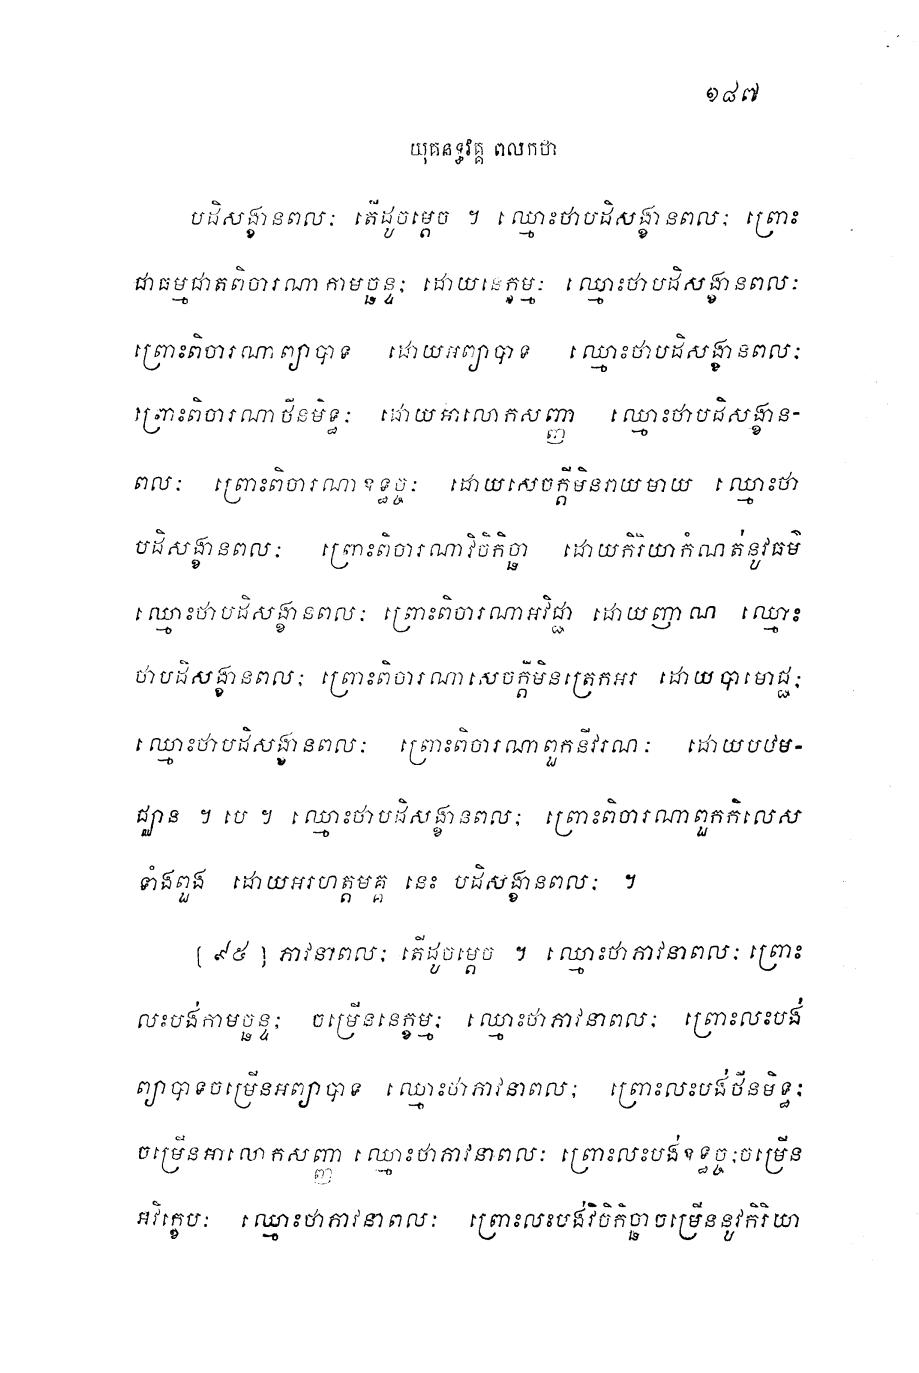 ១៨៧
យុគនទ្ធវគ្គ ពលកថា
បដិសង្ខានពលៈ តើដូចម្តេច ។ ឈ្មោះថាបដិសង្ខានពលៈ ព្រោះ
ជាធម្មជាតពិចារណាកាមច្ឆន្ទៈ ដោយនេក្ខម្មៈ ឈ្មោះថាបដិសង្ខានពលៈ
ព្រោះពិចារណាព្យាបាទ ដោយអព្យាបាទ ឈ្មោះថាបដិសង្ខានពលៈ
ព្រោះពិចារណាថីនមិទ្ធៈ ដោយអាលោកសញ្ញា ឈ្មោះថាបដិសង្ខាន-
ពលៈ ព្រោះពិចារណាឧទ្ធច្ចៈ ដោយសេចក្តីមិនរាយមាយ ឈ្មោះថា
បដិសង្ខានពលៈ ព្រោះពិចារណាវិចិកិច្ឆា ដោយកិរិយាកំណត់នូវធម៌
ឈ្មោះថាបដិសង្ខានពលៈ ព្រោះពិចារណាអវិជ្ជា ដោយញាណ ឈ្មោះ
ថាបដិសង្ខានពលៈ ព្រោះពិចារណាសេចក្តីមិនត្រេកអរ ដោយបាមោជ្ជៈ
ឈ្មោះថាបដិសង្ខានពលៈ ព្រោះពិចារណាពួកនីវរណៈ ដោយបឋម-
ជ្ឈាន ។ បេ ។ ឈ្មោះថាបដិសង្ខានពលៈ ព្រោះពិចារណាពួកកិលេស
ទាំងពួង ដោយអរហត្តមគ្គ នេះ បដិសង្ខានពលៈ ។
[ ៩៥ ] ភាវនាពលៈ តើដូចម្តេច ។ ឈ្មោះថាភាវនាពលៈ ព្រោះ
លះបង់កាមច្ឆន្ទៈ ចម្រើននេក្ខម្មៈ ឈ្មោះថាភាវនាពលៈ ព្រោះលះបង់
ព្យាបាទចម្រើនអព្យាបាទ ឈ្មោះថាភាវនាពលៈ ព្រោះលះបង់ថីនមិទ្ធៈ
ចម្រើនអាលោកសញ្ញា ឈ្មោះថាភាវនាពលៈ ព្រោះលះបង់ឧទ្ធច្ចៈចម្រើន
អវិក្ខេបៈ ឈ្មោះថាភាវនាពលៈ ព្រោះលះបង់វិចិកិច្ឆាចម្រើននូវកិរិយា